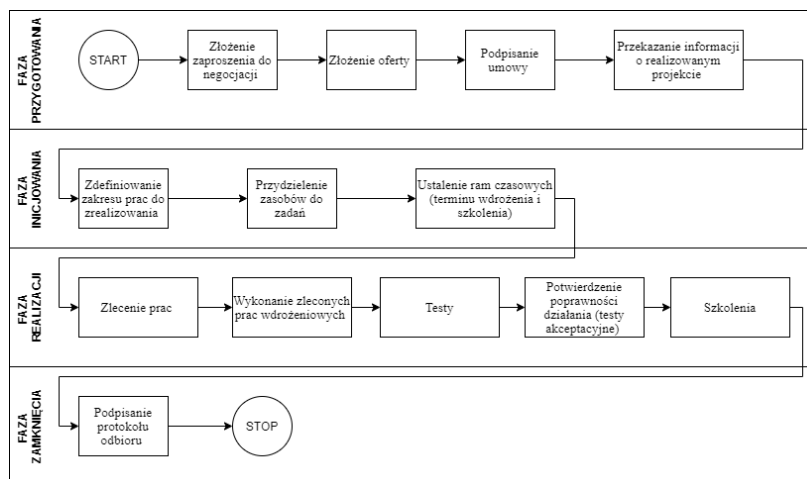 FAZA
PRZYGOTOWANIA
START
Złożenie
zaproszenia do
negocjacji
Złożenie oferty
Podpisanie
umowy
Przekazanie informacji
o realizowanym
projekcie
FAZA
INICJOWANIA
Zdefiniowanie
zakresu prac do
zrealizowania
Przydzielenie
zasobów do
zadań
Ustalenie ram czasowych
(terminu wdrożenia i
szkolenia)
FAZA
REALIZACJI
Zlecenie prac
Wykonanie zleconych
prac wdrożeniowych
Testy
Potwierdzenie
poprawności
działania (testy
akceptacyjne)
Szkolenia
FAZA
ZAMKNIĘCIA
Podpisanie
protokołu
odbioru
STOP